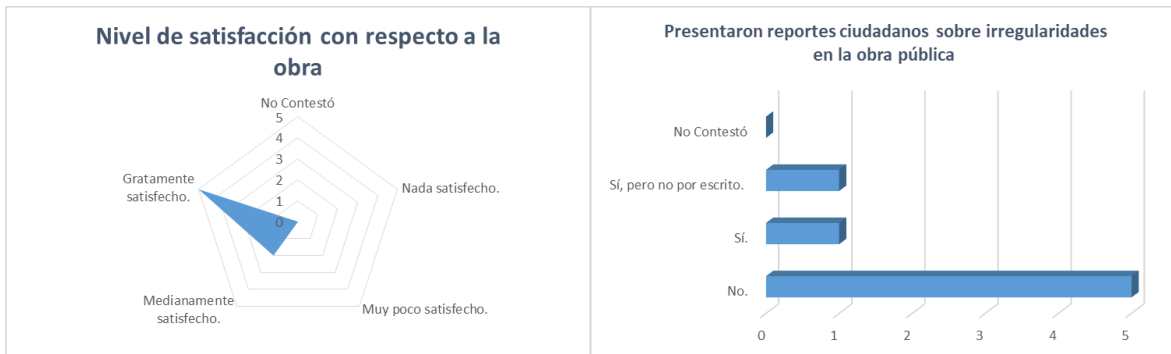 Nivel de satisfacción con respecto a la
obra
No Contestó
5
4
3
2
1
0
Gratamente
satisfecho.
Nada satisfecho.
Medianamente
satisfecho.
Muy poco satisfecho.
Presentaron reportes ciudadanos sobre irregularidades
en la obra pública
No Contestó
Sí, pero no por escrito.
Sí.
No.
0 1 2 3 4 5